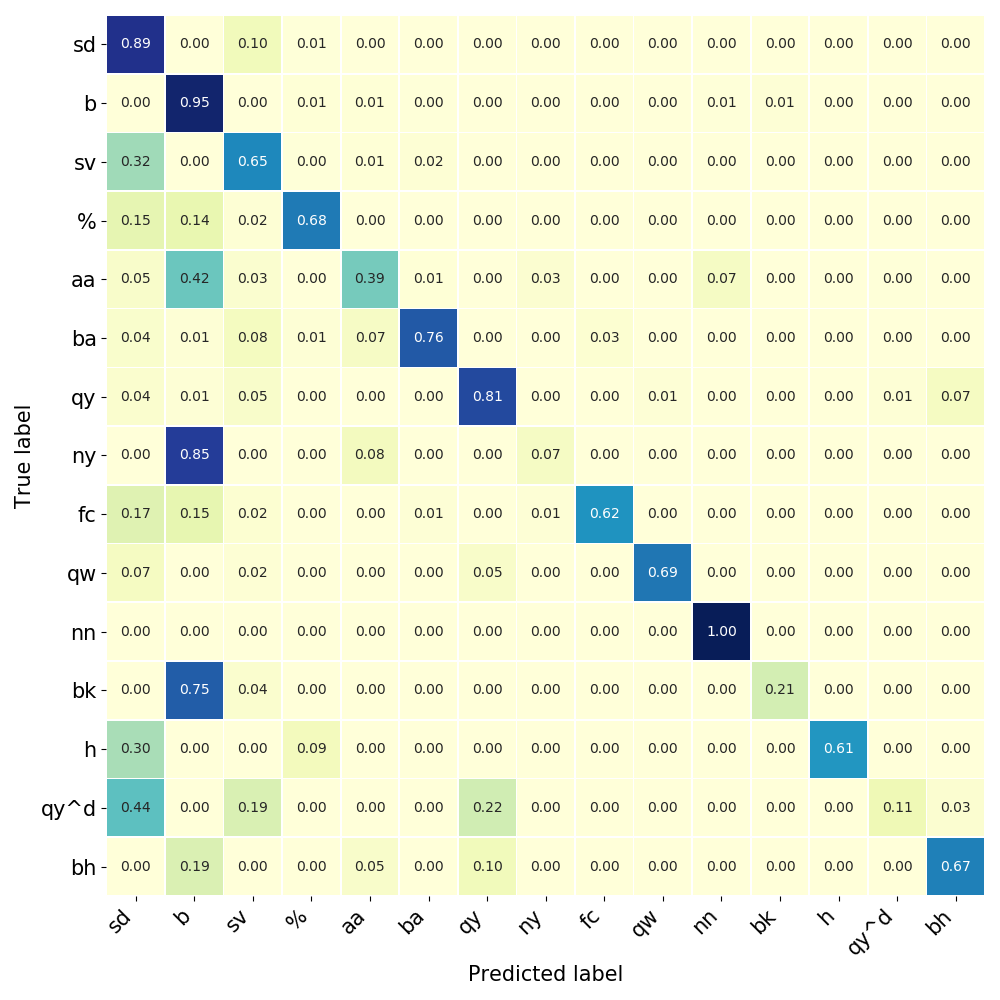 sd 0.89 0.00 0.10 0.01 0.00 0.00 0.00 0.00 0.00 0.00 0.00 0.00 0.00 0.00 0.00
b 0.00 0.95 0.00 0.01 0.01 0.00 0.00 0.00 0.00 0.00 0.01 0.01 0.00 0.00 0.00
sv 0.32 0.00 0.65 0.00 0.01 0.02 0.00 0.00 0.00 0.00 0.00 0.00 0.00 0.00 0.00
% 0.15 0.14 0.02 0.68 0.00 0.00 0.00 0.00 0.00 0.00 0.00 0.00 0.00 0.00 0.00
aa 0.05 0.42 0.03 0.00 0.39 0.01 0.00 0.03 0.00 0.00 0.07 0.00 0.00 0.00 0.00
ba 0.04 0.01 0.08 0.01 0.07 0.76 0.00 0.00 0.03 0.00 0.00 0.00 0.00 0.00 0.00
qy 0.04 0.01 0.05 0.00 0.00 0.00 0.81 0.00 0.00 0.01 0.00 0.00 0.00 0.01 0.07
ny 0.00 0.85 0.00 0.00 0.08 0.00 0.00 0.07 0.00 0.00 0.00 0.00 0.00 0.00 0.00
fc 0.17 0.15 0.02 0.00 0.00 0.01 0.00 0.01 0.62 0.00 0.00 0.00 0.00 0.00 0.00
qw 0.07 0.00 0.02 0.00 0.00 0.00 0.05 0.00 0.00 0.69 0.00 0.00 0.00 0.00 0.00
nn 0.00 0.00 0.00 0.00 0.00 0.00 0.00 0.00 0.00 0.00 1.00 0.00 0.00 0.00 0.00
bk 0.00 0.75 0.04 0.00 0.00 0.00 0.00 0.00 0.00 0.00 0.00 0.21 0.00 0.00 0.00
h 0.30 0.00 0.00 0.09 0.00 0.00 0.00 0.00 0.00 0.00 0.00 0.00 0.61 0.00 0.00
qy^d 0.44 0.00 0.19 0.00 0.00 0.00 0.22 0.00 0.00 0.00 0.00 0.00 0.00 0.11 0.03
bh 0.00 0.19 0.00 0.00 0.05 0.00 0.10 0.00 0.00 0.00 0.00 0.00 0.00 0.00 0.67
True label
sd b sv % aa ba qy ny fc qw nn bk h qy^d bh
Predicted label